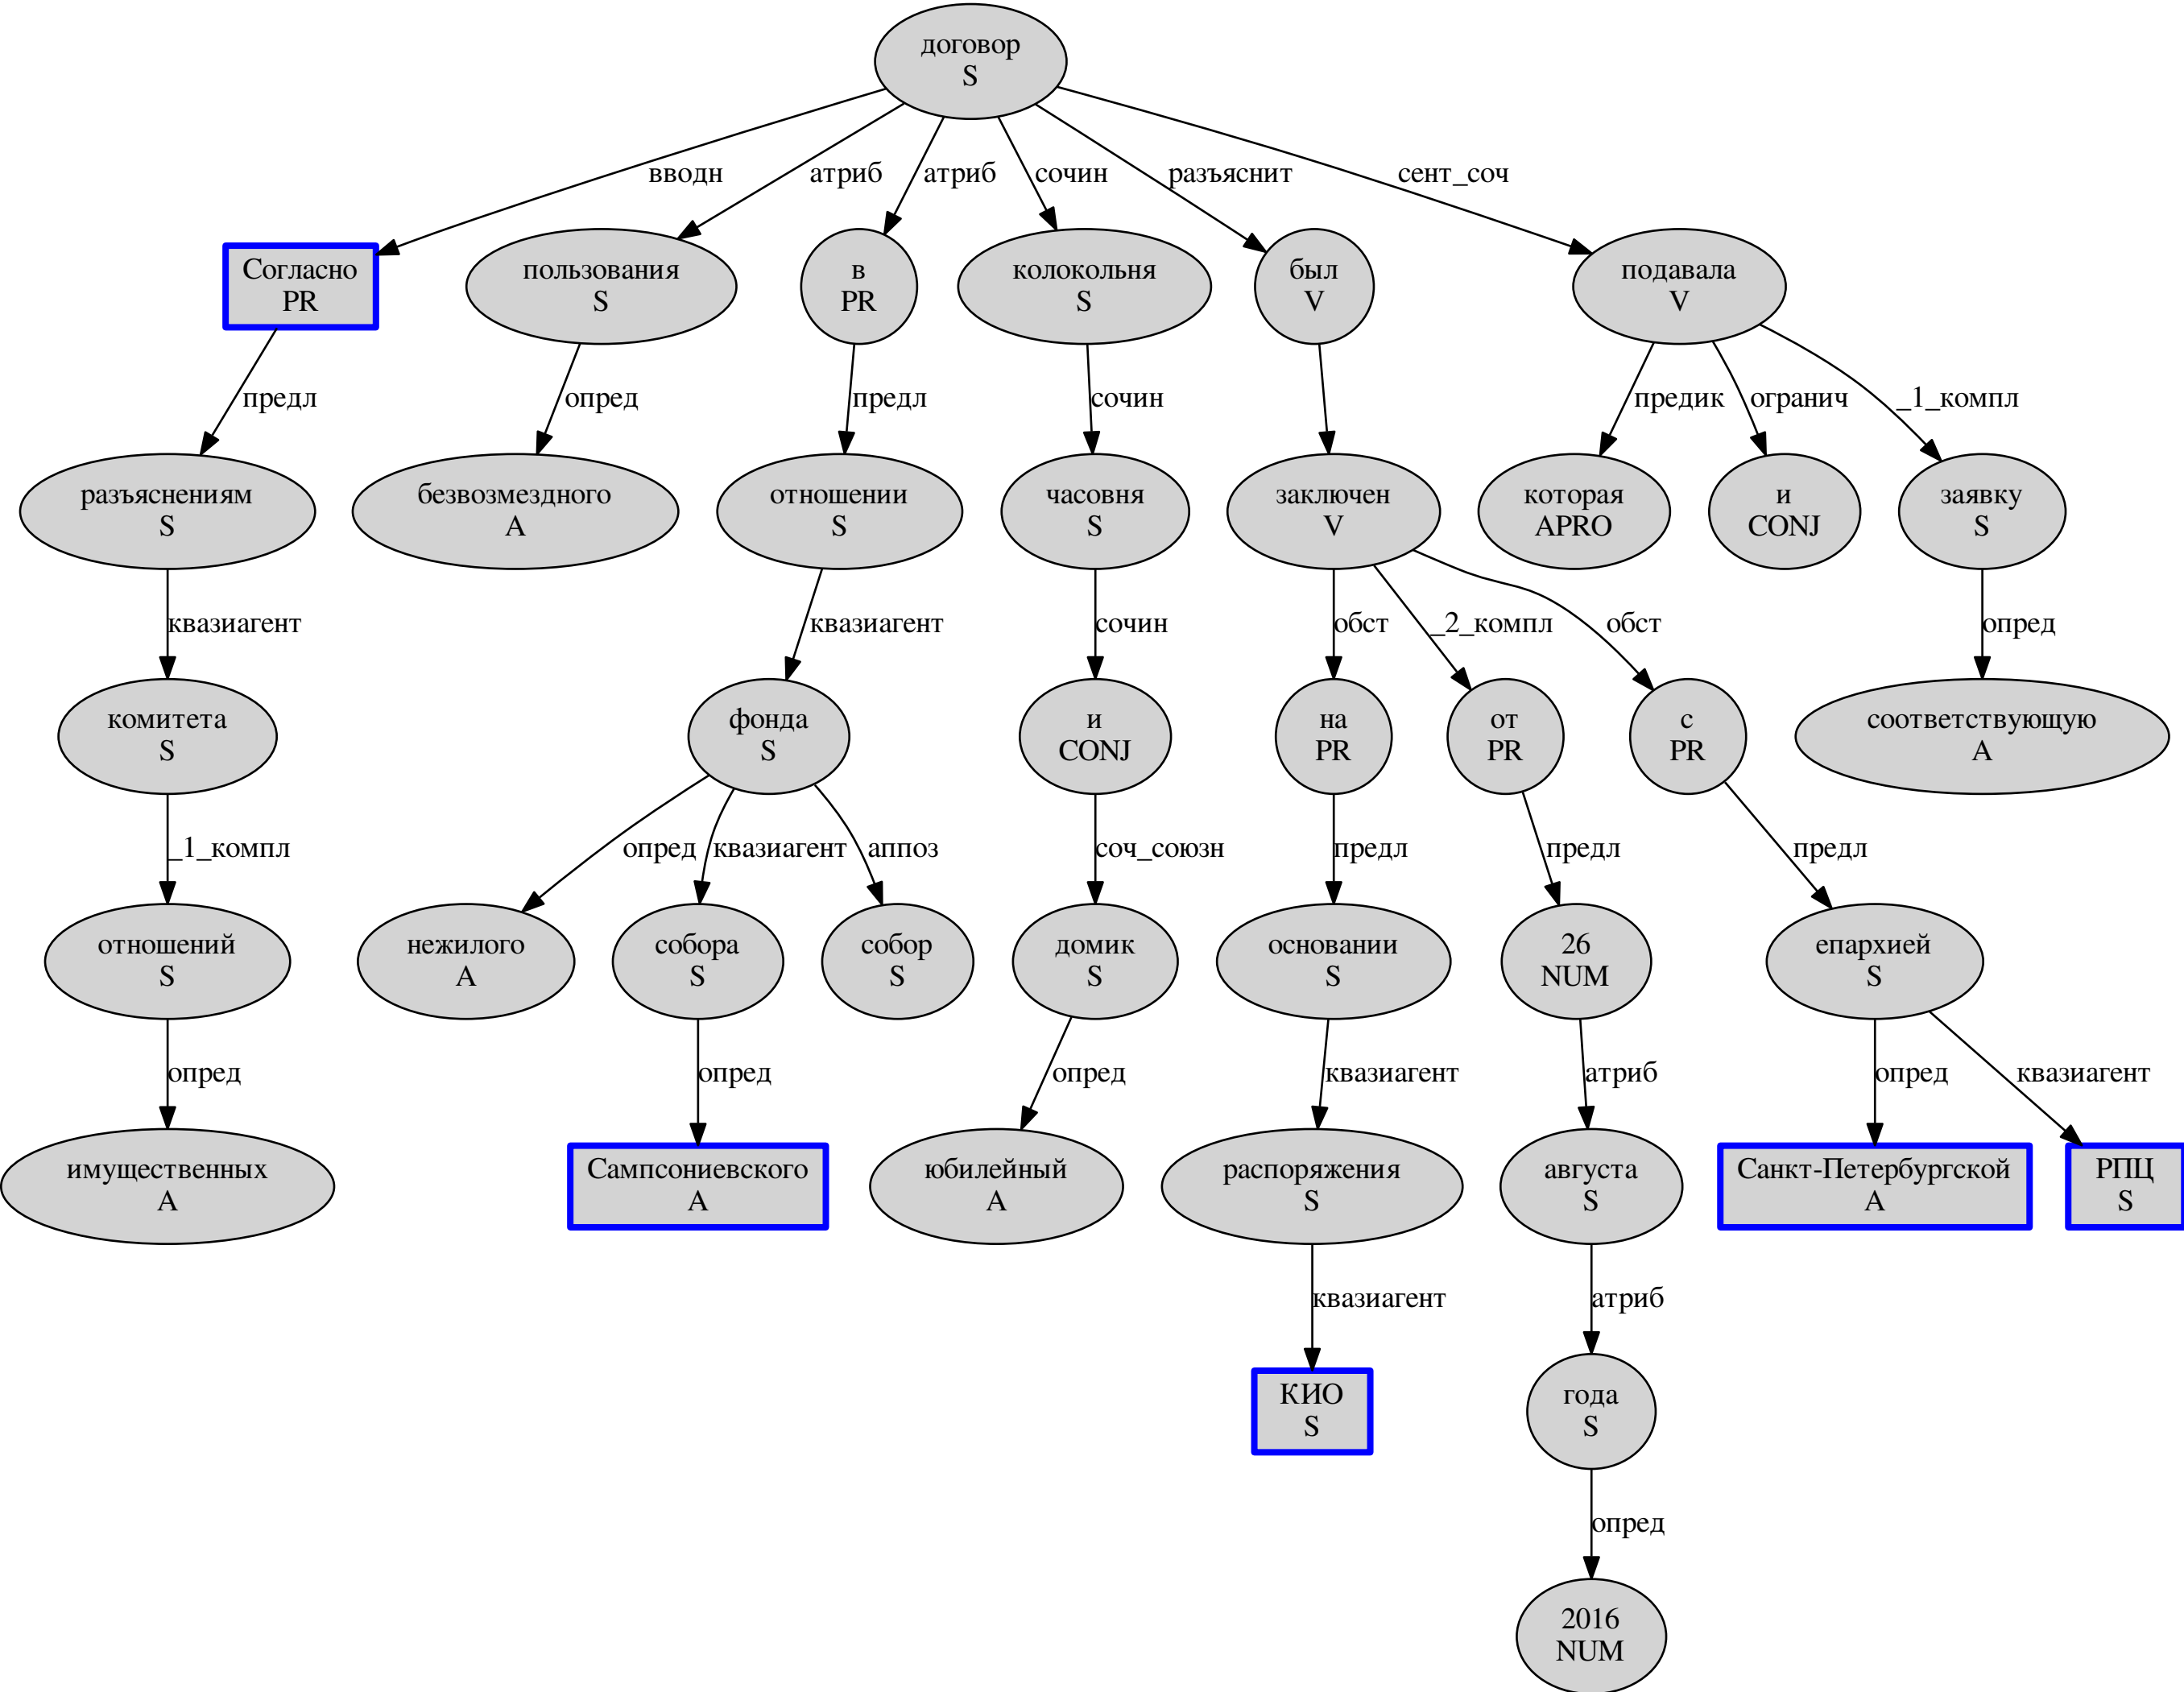 договор
S
вводн
атриб
атриб
сочин
разъяснит
сент_соч
Согласно
PR
пользования
S
в
PR
колокольня
S
был
V
подавала
V
предл
опред
предл
сочин
предик
огранич
_1_компл
разъяснениям
S
безвозмездного
A
отношении
S
часовня
S
заключен
V
которая
APRO
и
CONJ
заявку
S
квазиагент
квазиагент
сочин
обст
_2_компл
обст
опред
комитета
S
фонда
S
и
CONJ
на
PR
от
PR
с
PR
соответствующую
A
_1_компл
опред
квазиагент
аппоз
соч_союзн
предл
предл
предл
отношений
S
нежилого
A
собора
S
собор
S
домик
S
основании
S
26
NUM
епархией
S
опред
опред
опред
квазиагент
атриб
опред
квазиагент
имущественных
A
Сампсониевского
A
юбилейный
A
распоряжения
S
августа
S
Санкт-Петербургской
A
РПЦ
S
квазиагент
атриб
КИО
S
года
S
опред
2016
NUM